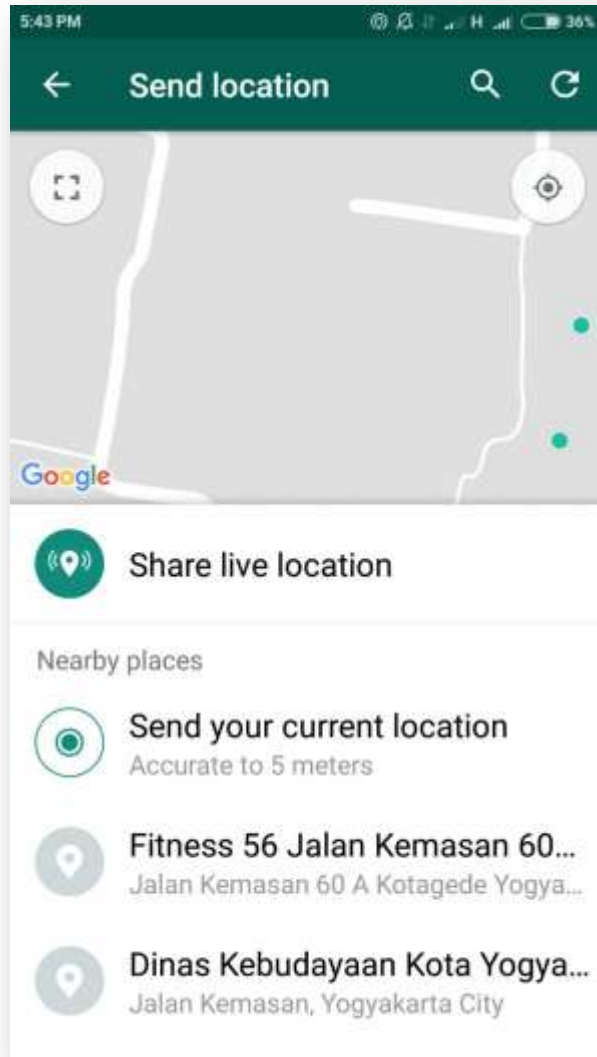 5:43 PM
H
36%
Send location
Google
Share live location
Nearby places
Send your current location
Accurate to 5 meters
Fitness 56 Jalan Kemasan 60...
Jalan Kemasan 60 A Kotagede Yogya...
Dinas Kebudayaan Kota Yogya...
Jalan Kemasan, Yogyakarta City